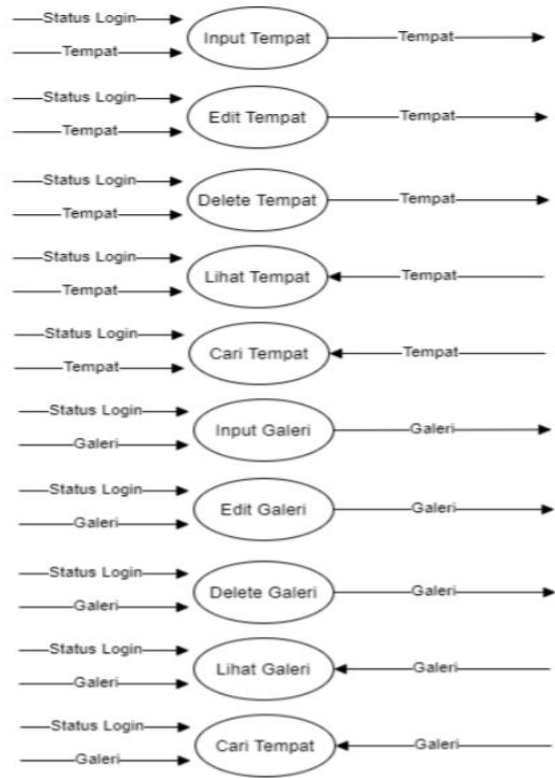 Status Login
Tempat
Input Tempat
Tempat
Status Login
Tempat
Edit Tempat
Tempat
Status Login
Tempat
Delete Tempat
Tempat
Status Login
Tempat
Lihat Tempat
Tempat
Status Login
Tempat
Cari Tempat
Tempat
Status Login
Galeri
Input Galeri
Galeri
Status Login
Galeri
Edit Galeri
Galeri
Status Login
Galeri
Delete Galeri
Galeri
Status Login
Galeri
Lihat Galeri
Galeri
Status Login
Galeri
Cari Tempat
Galeri